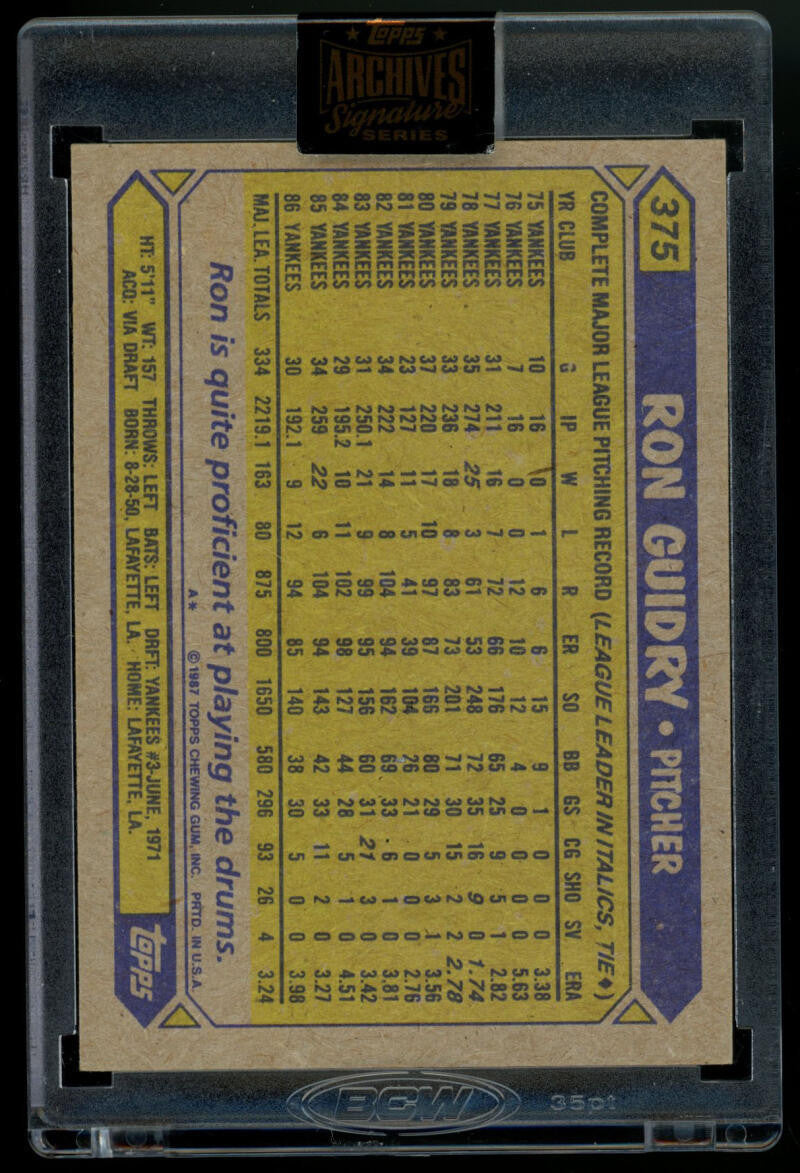 Topps
ARCHIVES
Signature
SERIES
375 RON GUIDRY • PITCHER
COMPLETE MAJOR LEAGUE PITCHING RECORD (LEAGUE LEADER IN ITALICS, TIE♦)
YR CLUB G IP W L R ER SO BB GS CG SHO SV ERA
75 YANKEES 10 16 0 1 6 6 15 9 1 0 0 0 3.38
76 YANKEES 7 16 0 0 12 10 12 4 0 0 0 0 5.63
77 YANKEES 31 211 16 7 72 66 176 65 25 9 5 1 2.82
78 YANKEES 35 274 25 3 61 53 248 72 35 16 9 0 1.74
79 YANKEES 33 236 18 8 83 73 201 71 30 15 2 2 2.78
80 YANKEES 37 220 17 10 97 87 166 80 29 5 3 1 3.56
81 YANKEES 23 127 11 5 41 39 104 26 21 0 0 0 2.76
82 YANKEES 34 222 14 8 104 94 162 69 33 6 1 0 3.81
83 YANKEES 31 250.1 21 9 99 95 156 60 31 21 3 0 3.42
84 YANKEES 29 195.2 10 11 102 98 127 44 28 5 1 0 4.51
85 YANKEES 34 259 22 6 104 94 143 42 33 11 2 0 3.27
86 YANKEES 30 192.1 9 12 94 85 140 38 30 5 0 0 3.98
MAJ. LEA. TOTALS 334 2219.1 163 80 875 800 1650 580 296 93 26 4 3.24
Ron is quite proficient at playing the drums.
A* ©1987 TOPPS CHEWING GUM, INC. PRTD. IN U.S.A.
HT: 5'11" WT: 157 THROWS: LEFT BATS: LEFT DRFT: YANKEES #3-JUNE, 1971
ACQ: VIA DRAFT BORN: 8-28-50, LAFAYETTE, LA. HOME: LAFAYETTE, LA.
Topps
BCW 35pt